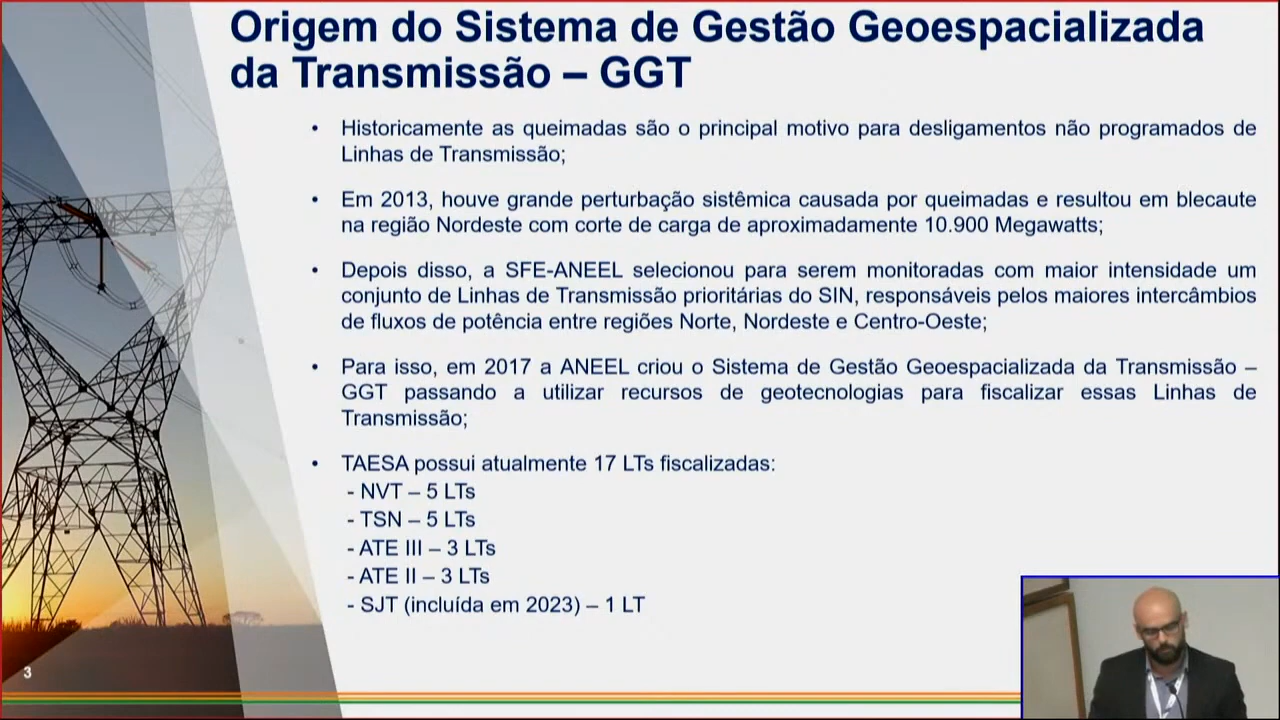 Origem do Sistema de Gestão Geoespacializada
da Transmissão – GGT
• Historicamente as queimadas são o principal motivo para desligamentos não programados de
Linhas de Transmissão;
• Em 2013, houve grande perturbação sistêmica causada por queimadas e resultou em blecaute
na região Nordeste com corte de carga de aproximadamente 10.900 Megawatts;
• Depois disso, a SFE-ANEEL selecionou para serem monitoradas com maior intensidade um
conjunto de Linhas de Transmissão prioritárias do SIN, responsáveis pelos maiores intercâmbios
de fluxos de potência entre regiões Norte, Nordeste e Centro-Oeste;
• Para isso, em 2017 a ANEEL criou o Sistema de Gestão Geoespacializada da Transmissão –
GGT passando a utilizar recursos de geotecnologias para fiscalizar essas Linhas de
Transmissão;
• TAESA possui atualmente 17 LTs fiscalizadas:
- NVT – 5 LTs
- TSN – 5 LTs
- ATE III – 3 LTs
- ATE II – 3 LTs
- SJT (incluída em 2023) – 1 LT
3